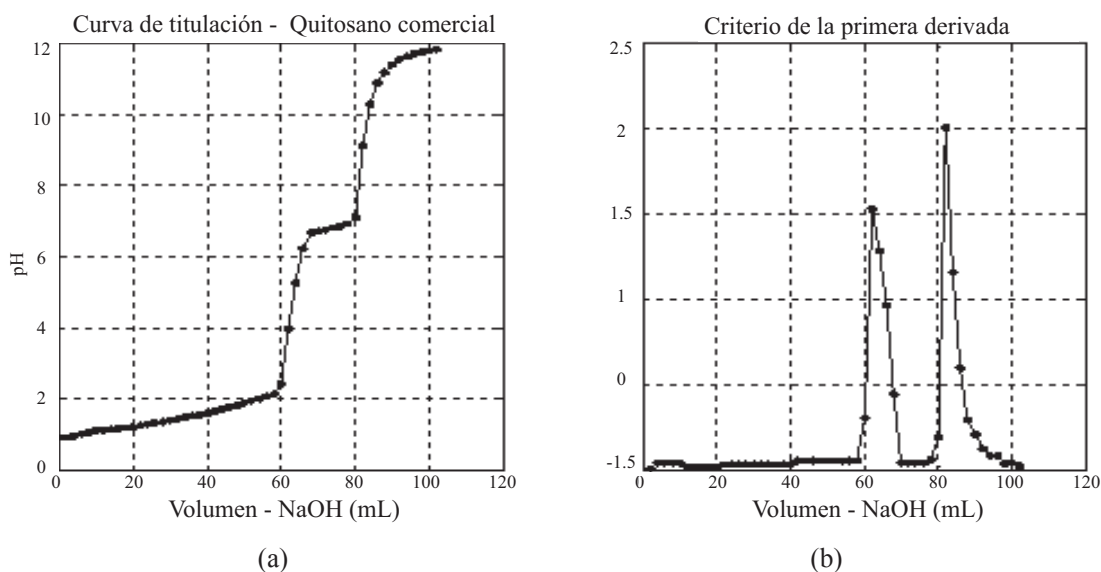 Curva de titulación - Quitosano comercial
12
10
8
6
4
2
0
pH
0 20 40 60 80 100 120
Volumen - NaOH (mL)
(a)
Criterio de la primera derivada
2.5
2
1.5
1
0
-1.5
0 20 40 60 80 100 120
Volumen - NaOH (mL)
(b)